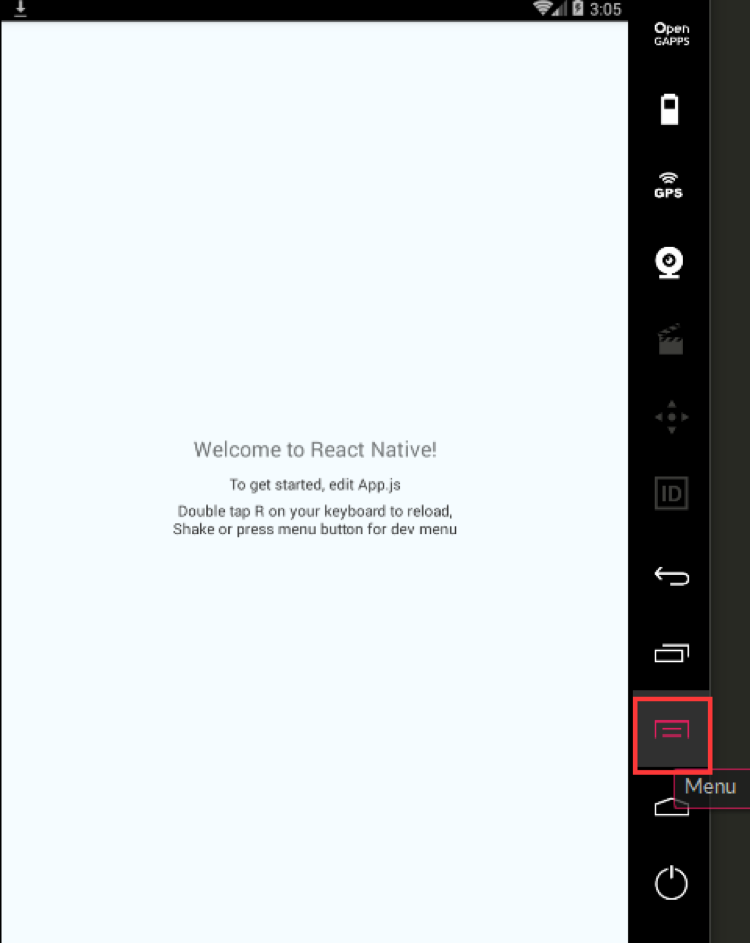 3:05
Open
GAPPS
GPS
Welcome to React Native!
To get started, edit App.js
Double tap R on your keyboard to reload,
Shake or press menu button for dev menu
ID
Menu